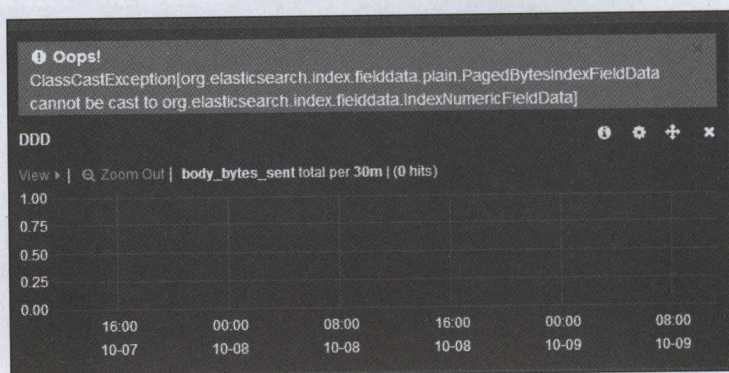 Oops!
ClassCastException[org.elasticsearch.index.fielddata.plain.PagedBytesIndexFieldData
cannot be cast to org.elasticsearch.index.fielddata.IndexNumericFieldData]
DDD
View | Zoom Out | body_bytes_sent total per 30m | (0 hits)
1.00
0.75
0.50
0.25
0.00
16:00 00:00 08:00 16:00 00:00 08:00
10-07 10-08 10-08 10-08 10-09 10-09